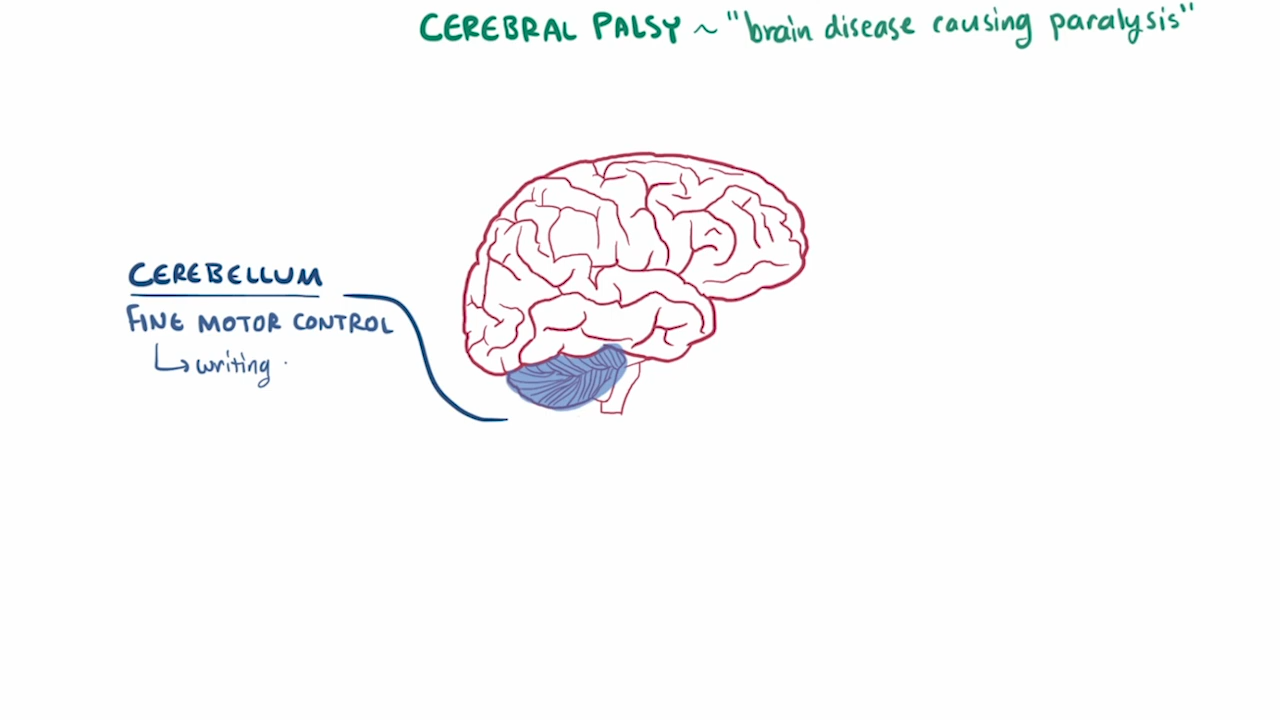 CEREBRAL PALSY ~ "brain disease causing paralysis"
CEREBELLUM
FINE MOTOR CONTROL
↳ writing